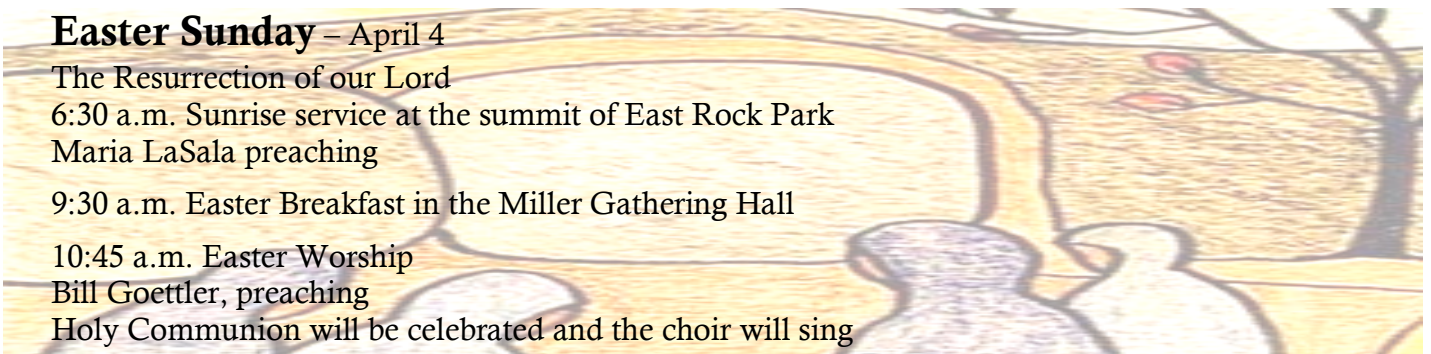 Easter Sunday – April 4
The Resurrection of our Lord
6:30 a.m. Sunrise service at the summit of East Rock Park
Maria LaSala preaching
9:30 a.m. Easter Breakfast in the Miller Gathering Hall
10:45 a.m. Easter Worship
Bill Goettler, preaching
Holy Communion will be celebrated and the choir will sing